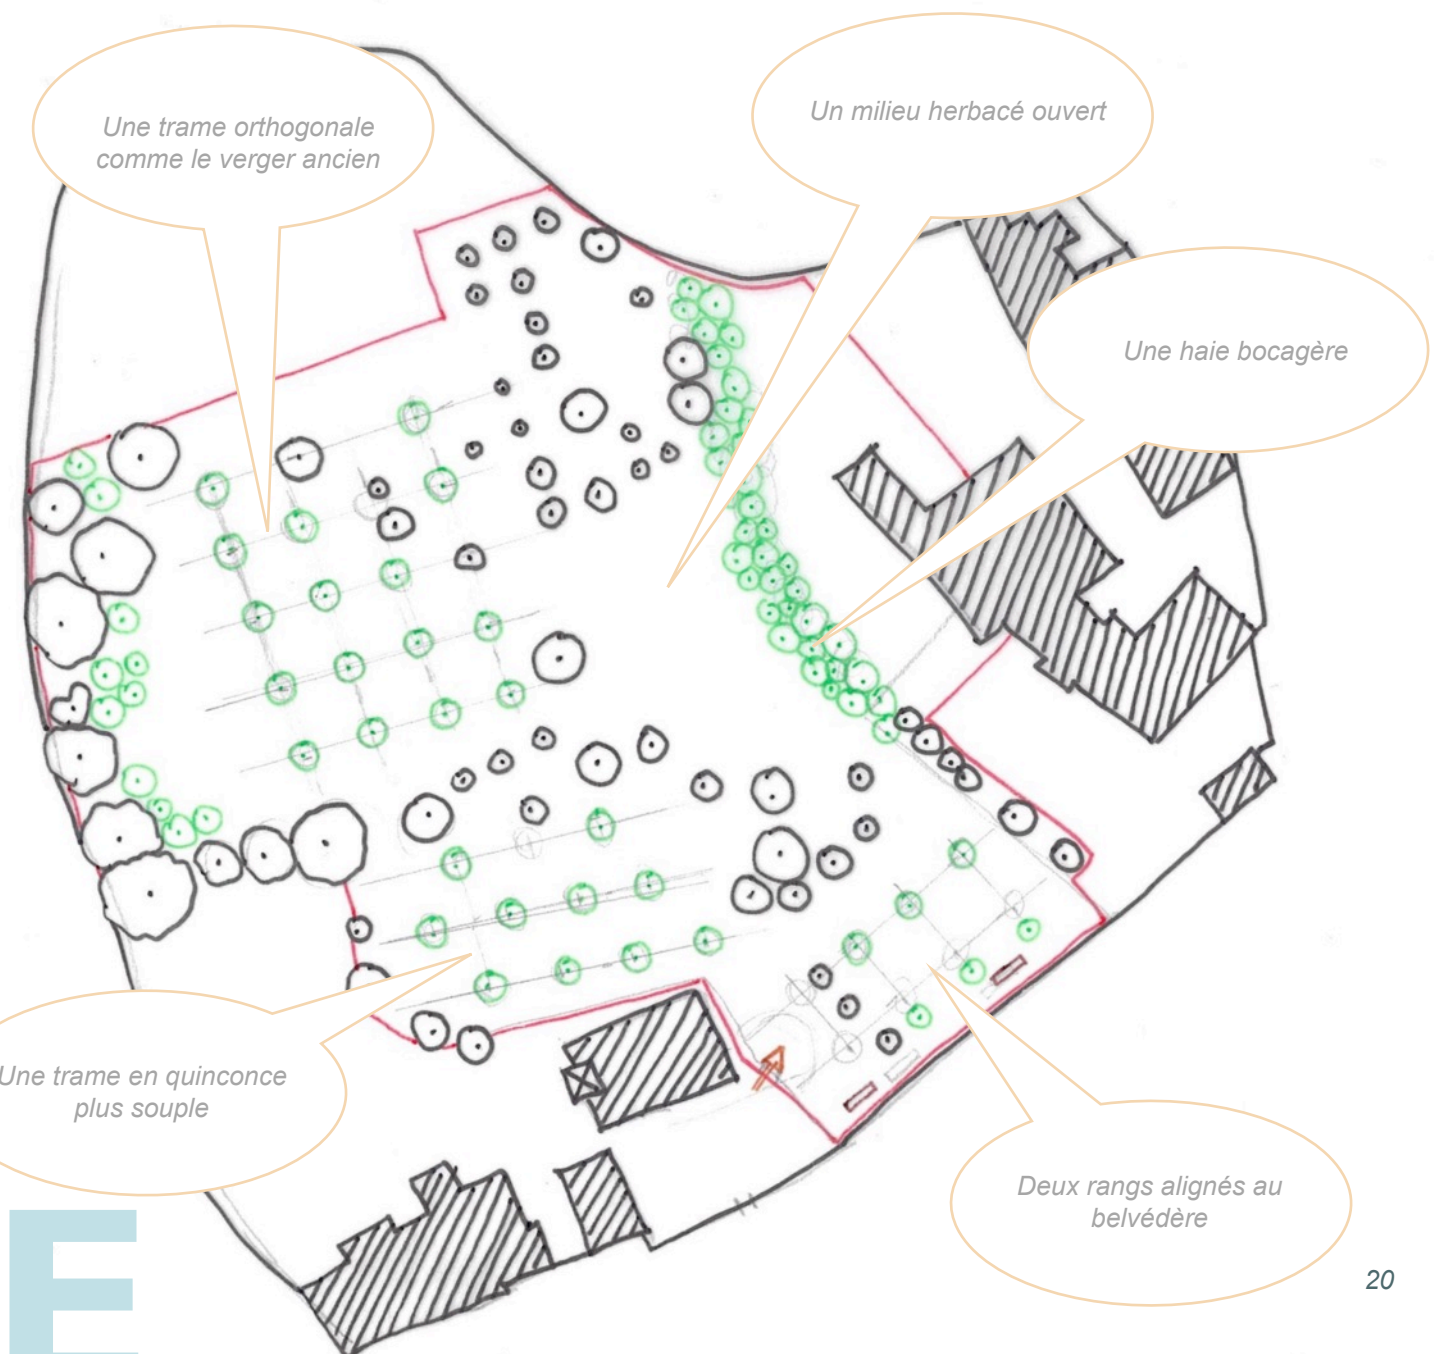 Une trame orthogonale
comme le verger ancien
Un milieu herbacé ouvert
Une haie bocagère
Une trame en quinconce
plus souple
Deux rangs alignés au
belvédère
20
E